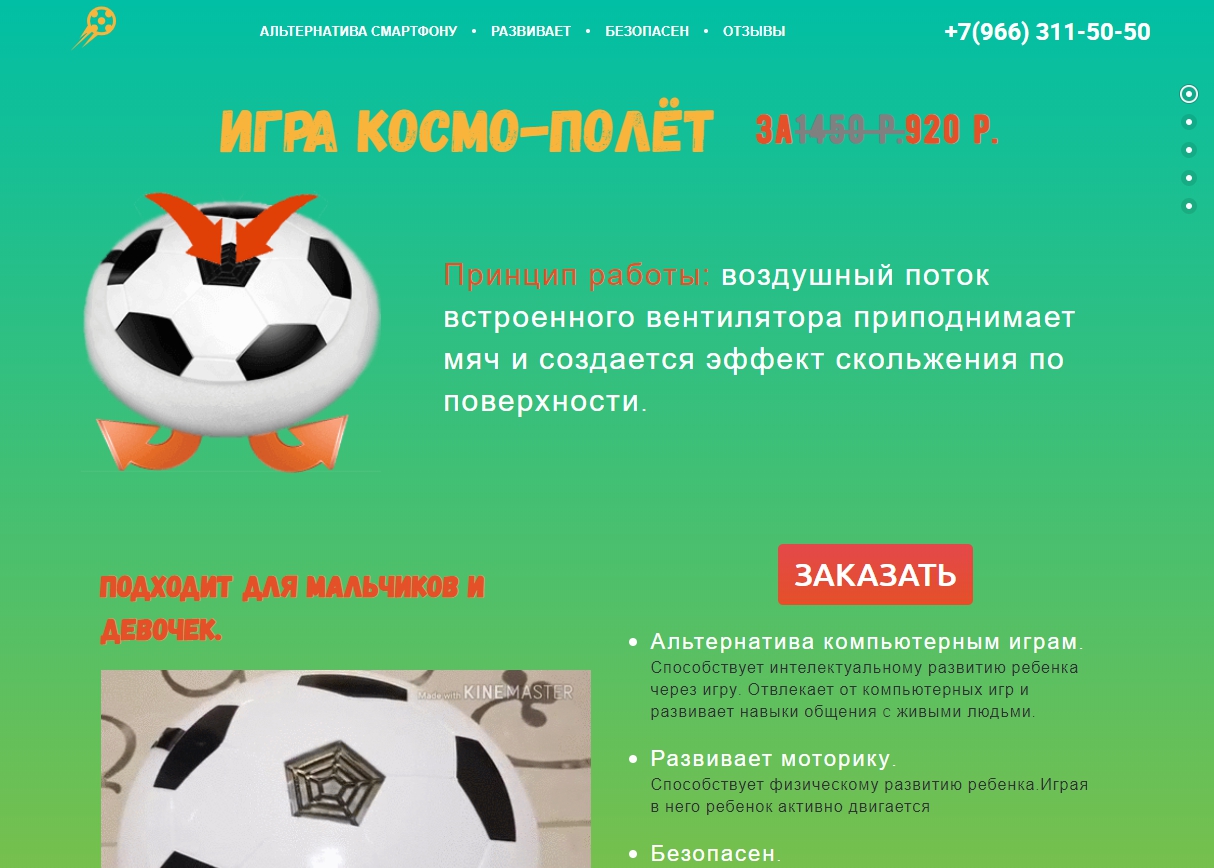 АЛЬТЕРНАТИВА СМАРТФОНУ • РАЗВИВАЕТ • БЕЗОПАСЕН • ОТЗЫВЫ
+7(966) 311-50-50
ИГРА КОСМО-ПОЛЁТ
ЗА1450 Р.920 Р.
Принцип работы: воздушный поток
встроенного вентилятора приподнимает
мяч и создается эффект скольжения по
поверхности.
ЗАКАЗАТЬ
ПОДХОДИТ ДЛЯ МАЛЬЧИКОВ И
ДЕВОЧЕК.
Made with KINEMASTER
• Альтернатива компьютерным играм.
Способствует интелектуальному развитию ребенка
через игру. Отвлекает от компьютерных игр и
развивает навыки общения с живыми людьми.
• Развивает моторику.
Способствует физическому развитию ребенка.Играя
в него ребенок активно двигается
• Безопасен.